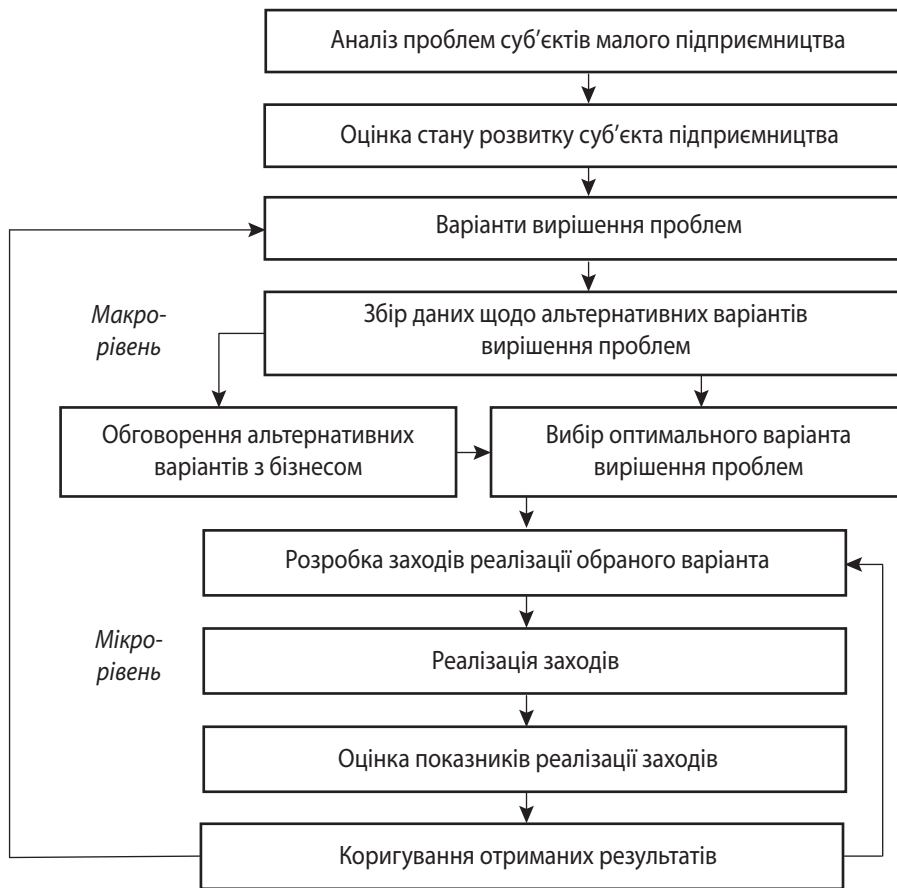 Аналіз проблем суб’єктів малого підприємництва
Оцінка стану розвитку суб’єкта підприємництва
Варіанти вирішення проблем
Макро-
рівень
Збір даних щодо альтернативних варіантів
вирішення проблем
Обговорення альтернативних
варіантів з бізнесом
Вибір оптимального варіанта
вирішення проблем
Розробка заходів реалізації обраного варіанта
Мікро-
рівень
Реалізація заходів
Оцінка показників реалізації заходів
Коригування отриманих результатів